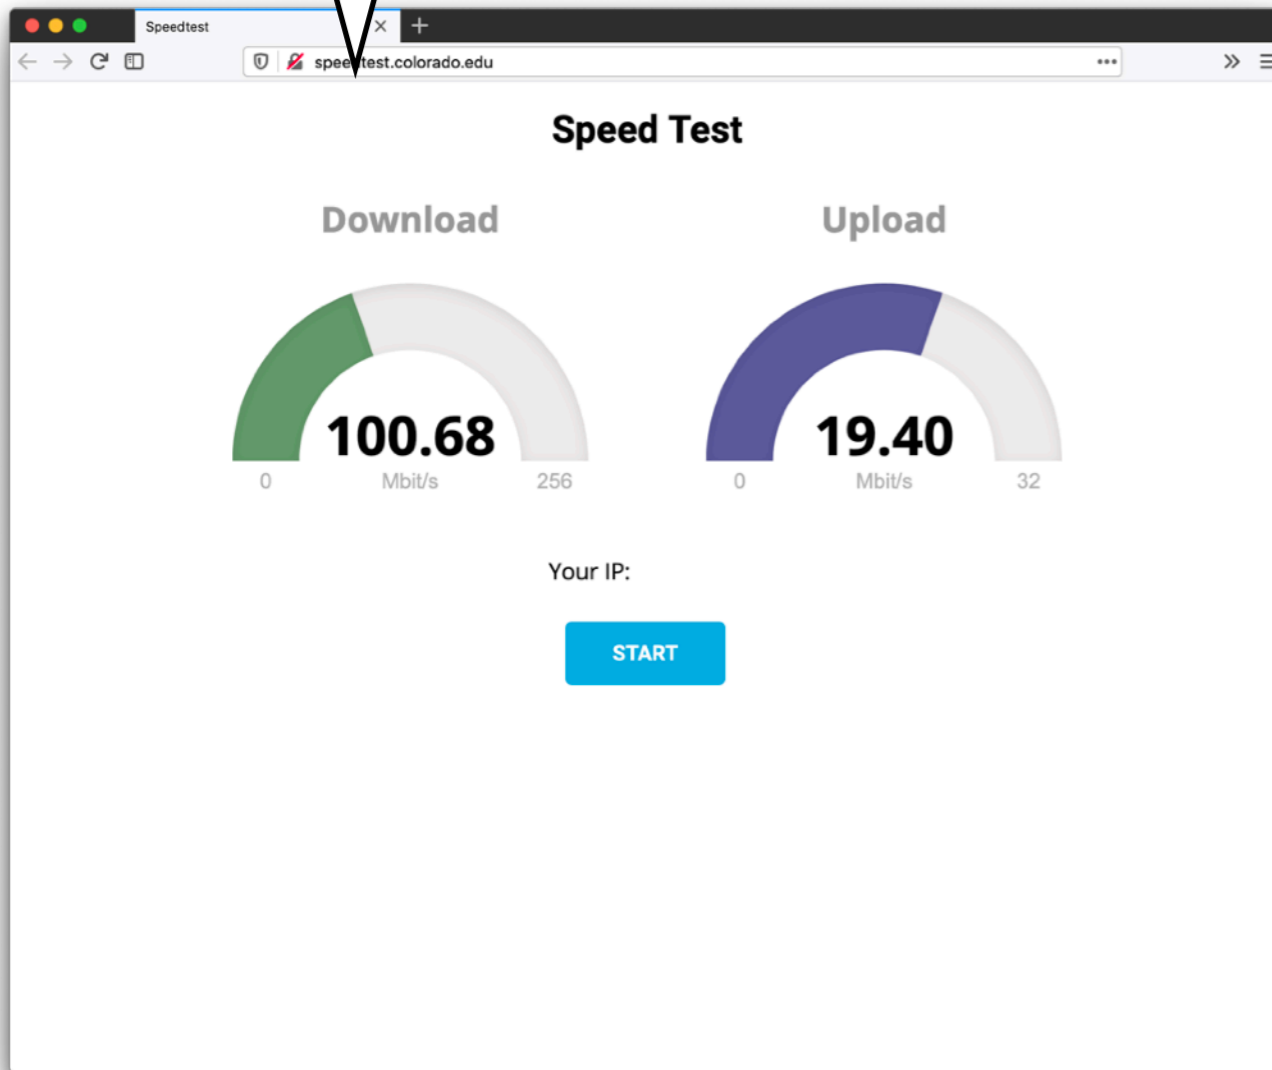 Speedtest
speedtest.colorado.edu
Speed Test
Download
Upload
100.68
19.40
0
Mbit/s
256
0
Mbit/s
32
Your IP:
START